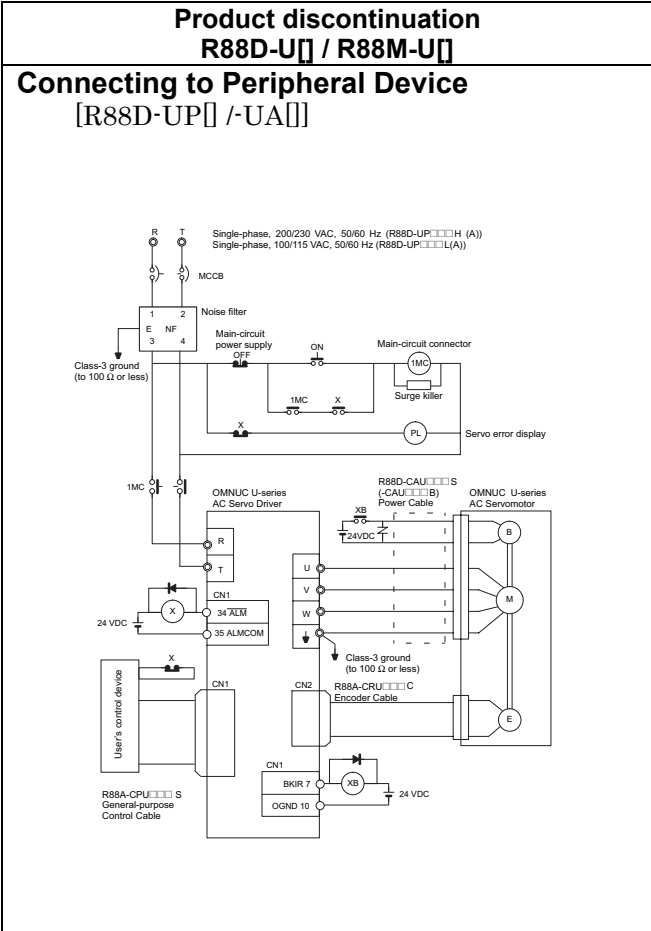 Product discontinuation
R88D-U[] / R88M-U[]
Connecting to Peripheral Device
[R88D-UP[] /-UA[]]
R T
Single-phase, 200/230 VAC, 50/60 Hz (R88D-UP□□□H (A))
Single-phase, 100/115 VAC, 50/60 Hz (R88D-UP□□□L(A))
MCCB
1 2
Noise filter
E NF
3 4
Class-3 ground
(to 100 Ω or less)
Main-circuit
power supply
OFF
ON
Main-circuit connector
1MC
Surge killer
1MC X
X
PL
Servo error display
1MC
OMNUC U-series
AC Servo Driver
R88D-CAU□□□S
(-CAU□□□B)
Power Cable
OMNUC U-series
AC Servomotor
XB
24VDC
B
R
T
U
V
W
M
CN1
X
34 ALM
24 VDC
35 ALMCOM
Class-3 ground
(to 100 Ω or less)
X
User's control device
CN1
CN2
R88A-CRU□□□C
Encoder Cable
E
CN1
BKIR 7
XB
24 VDC
OGND 10
R88A-CPU□□□ S
General-purpose
Control Cable